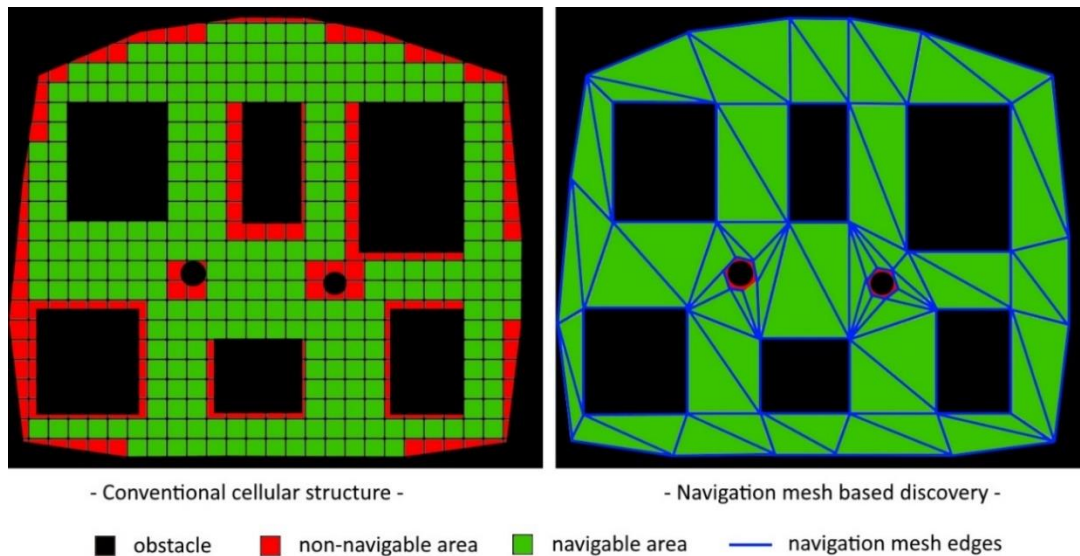 - Conventional cellular structure -
- Navigation mesh based discovery -
obstacle
non-navigable area
navigable area
navigation mesh edges